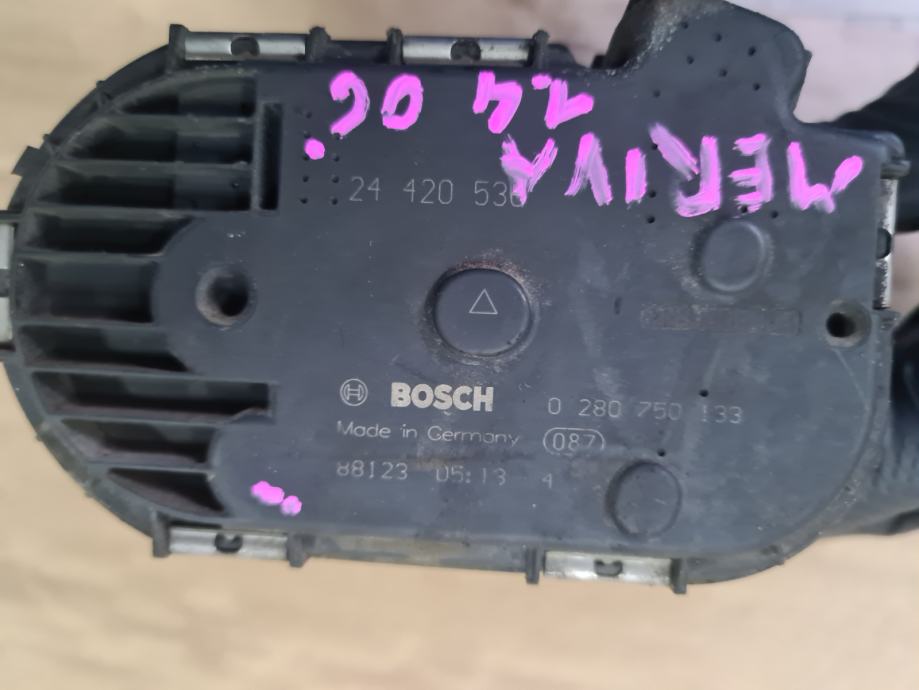 MERIVA
1.4 06'
24 420 536
BOSCH 0 280 750 133
Made in Germany 087
88123 05:13 4